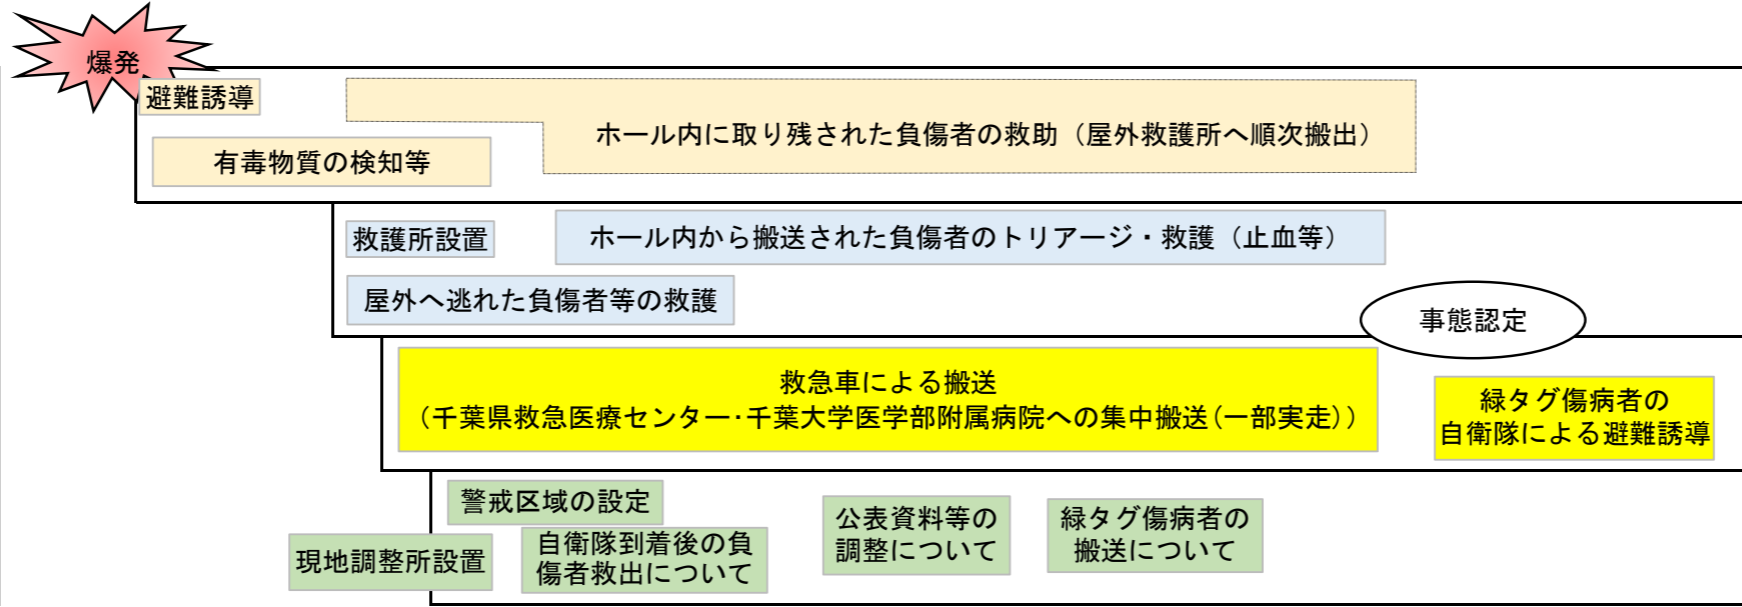 爆発
避難誘導
ホール内に取り残された負傷者の救助（屋外救護所へ順次搬出）
有毒物質の検知等
救護所設置
ホール内から搬送された負傷者のトリアージ・救護（止血等）
屋外へ逃れた負傷者等の救護
事態認定
救急車による搬送
（千葉県救急医療センター・千葉大学医学部附属病院への集中搬送（一部実走））
緑タグ傷病者の
自衛隊による避難誘導
警戒区域の設定
現地調整所設置
自衛隊到着後の負
傷者救出について
公表資料等の
調整について
緑タグ傷病者の
搬送について